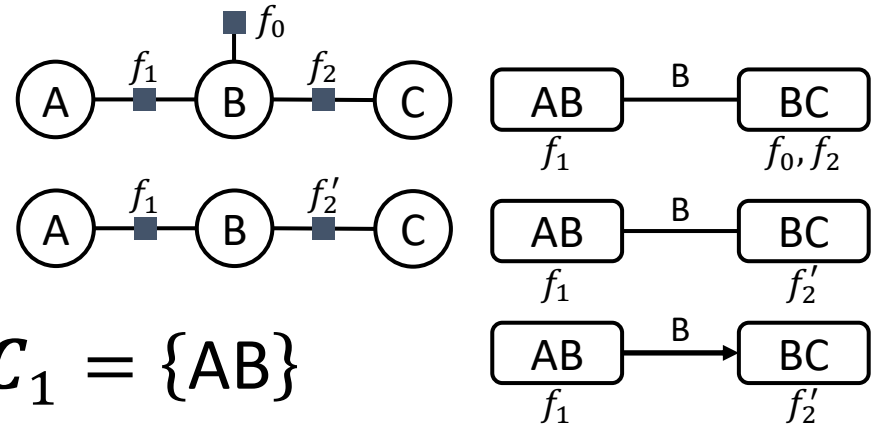 f₀
f₁ f₂ B
A B C AB BC
f₁ f₀, f₂
f₁ f₂′ B
A B C AB BC
f₁ f₂′
B
C₁ = {AB} AB BC
f₁ f₂′